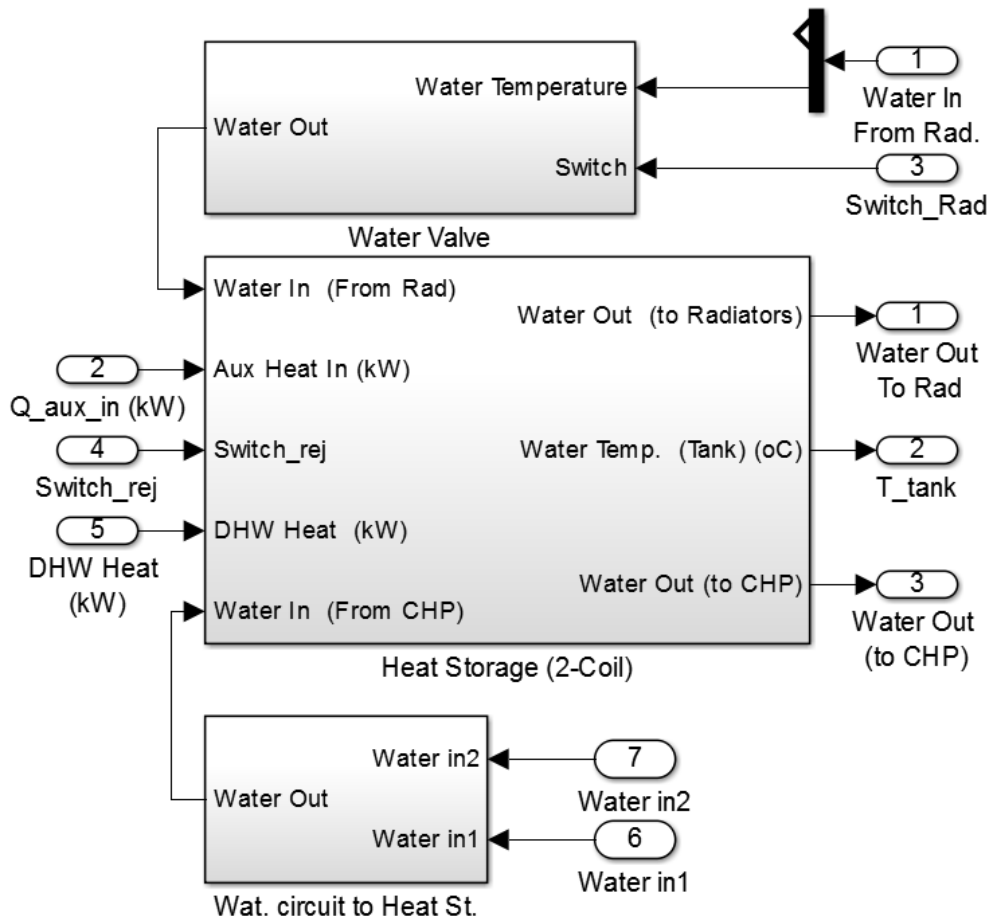 1
Water In
From Rad.
3
Switch_Rad
Water Temperature
Water Out
Switch
Water Valve
Water In (From Rad)
Water Out (to Radiators)
1
Water Out
To Rad
2
Q_aux_in (kW)
Aux Heat In (kW)
4
Switch_rej
Switch_rej
Water Temp. (Tank) (oC)
2
T_tank
5
DHW Heat
(kW)
DHW Heat (kW)
Water In (From CHP)
Water Out (to CHP)
3
Water Out
(to CHP)
Heat Storage (2-Coil)
Water in2
7
Water in2
Water Out
Water in1
6
Water in1
Wat. circuit to Heat St.